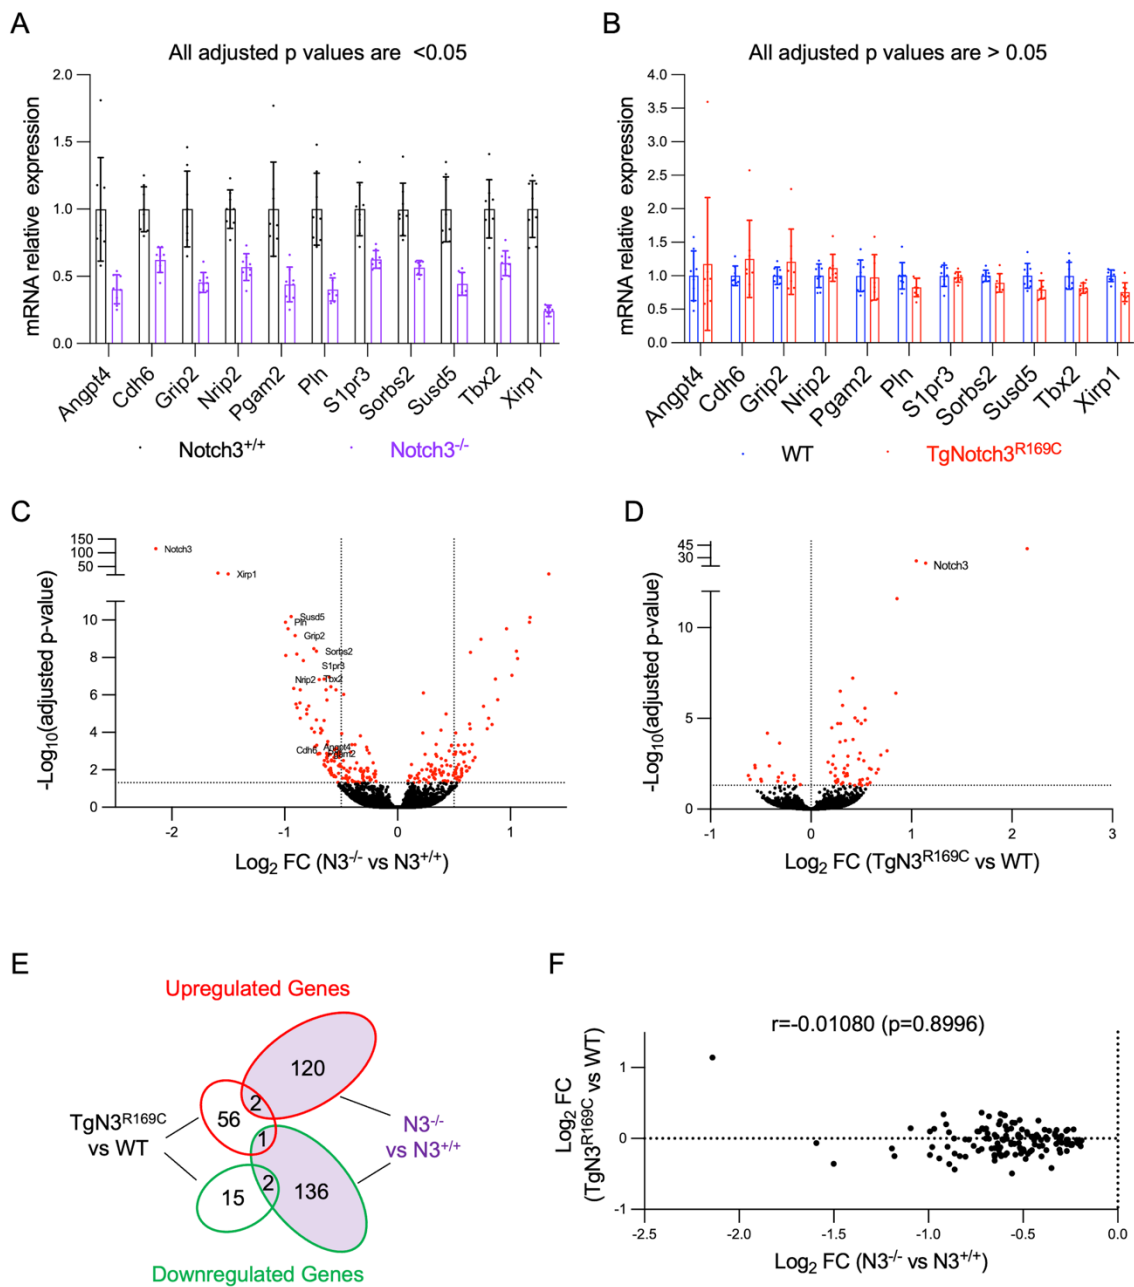 A
All adjusted p values are <0.05
mRNA relative expression
2.0
1.5
1.0
0.5
0.0
Angpt4
Cdh6
Grip2
Nrip2
Pgam2
Pln
S1pr3
Sorbs2
Susd5
Tbx2
Xirp1
Notch3+/+
Notch3-/-
B
All adjusted p values are > 0.05
mRNA relative expression
4.0
3.5
3.0
2.5
2.0
1.5
1.0
0.5
0.0
Angpt4
Cdh6
Grip2
Nrip2
Pgam2
Pln
S1pr3
Sorbs2
Susd5
Tbx2
Xirp1
WT
TgNotch3R169C
C
-Log10(adjusted p-value)
150
100
50
10
8
6
4
2
0
Notch3
Xirp1
Susd5
Pln
Grip2
Sorbs2
S1pr3
Nrip2
Tbx2
Cdh6
Angpt4
Pgam2
-2
-1
0
1
Log2 FC (N3-/- vs N3+/+)
D
-Log10(adjusted p-value)
45
30
10
5
0
Notch3
-1
0
1
2
3
Log2 FC (TgN3R169C vs WT)
E
Upregulated Genes
120
2
56
1
TgN3R169C
vs WT
N3-/-
vs N3+/+
15
2
136
Downregulated Genes
F
r=-0.01080 (p=0.8996)
Log2 FC
(TgN3R169C vs WT)
1
0
-1
-2.5
-2.0
-1.5
-1.0
-0.5
0.0
Log2 FC (N3-/- vs N3+/+)